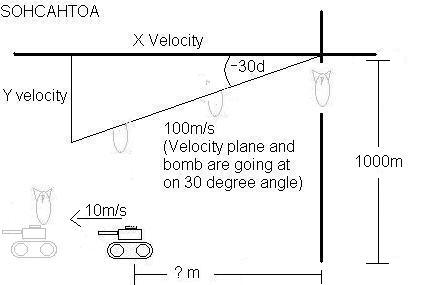 SOHCAHTOA
X Velocity
-30d
Y velocity
100m/s
(Velocity plane and
bomb are going at
on 30 degree angle)
1000m
10m/s
? m